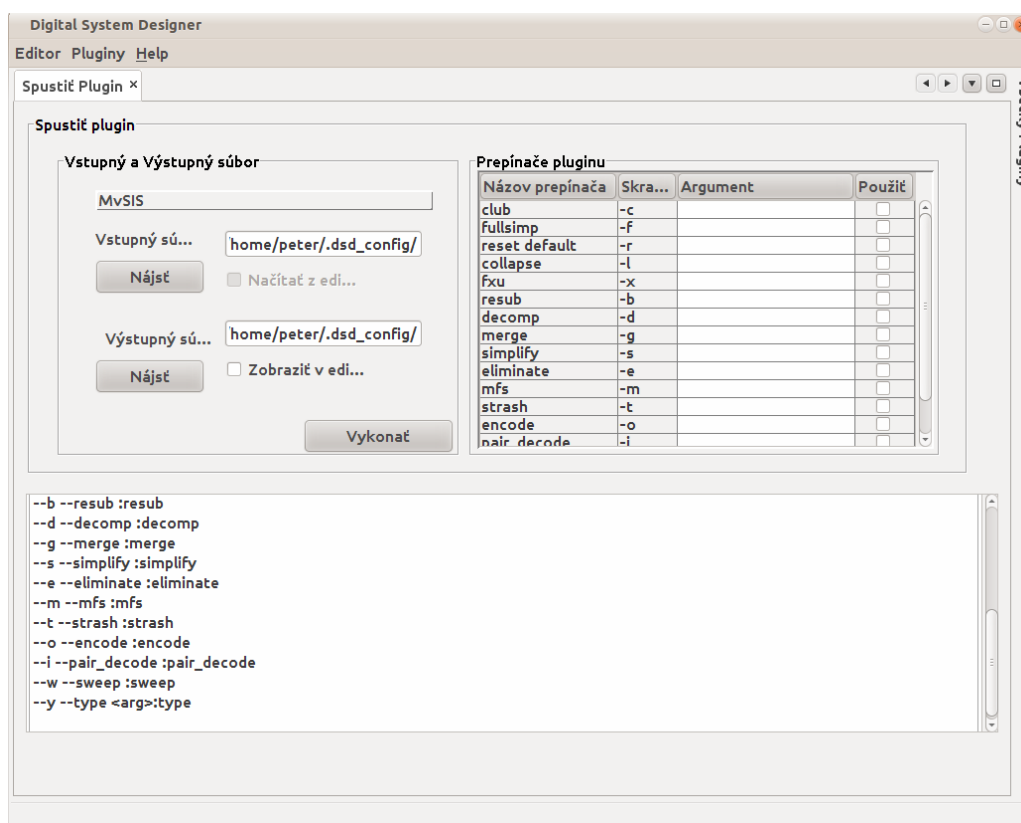 Digital System Designer
Editor Pluginy Help
Spustiť Plugin ×
Spustiť plugin
Vstupný a Výstupný súbor
MvSIS
Vstupný sú...
home/peter/.dsd_config/
Nájsť
Načítať z edi...
Výstupný sú...
home/peter/.dsd_config/
Nájsť
Zobraziť v edi...
Vykonať
Prepínače pluginu
Názov prepínača Skra... Argument Použiť
club -c
fullsimp -f
reset default -r
collapse -l
fxu -x
resub -b
decomp -d
merge -g
simplify -s
eliminate -e
mfs -m
strash -t
encode -o
pair_decode -i
--b --resub :resub
--d --decomp :decomp
--g --merge :merge
--s --simplify :simplify
--e --eliminate :eliminate
--m --mfs :mfs
--t --strash :strash
--o --encode :encode
--i --pair_decode :pair_decode
--w --sweep :sweep
--y --type <arg>:type